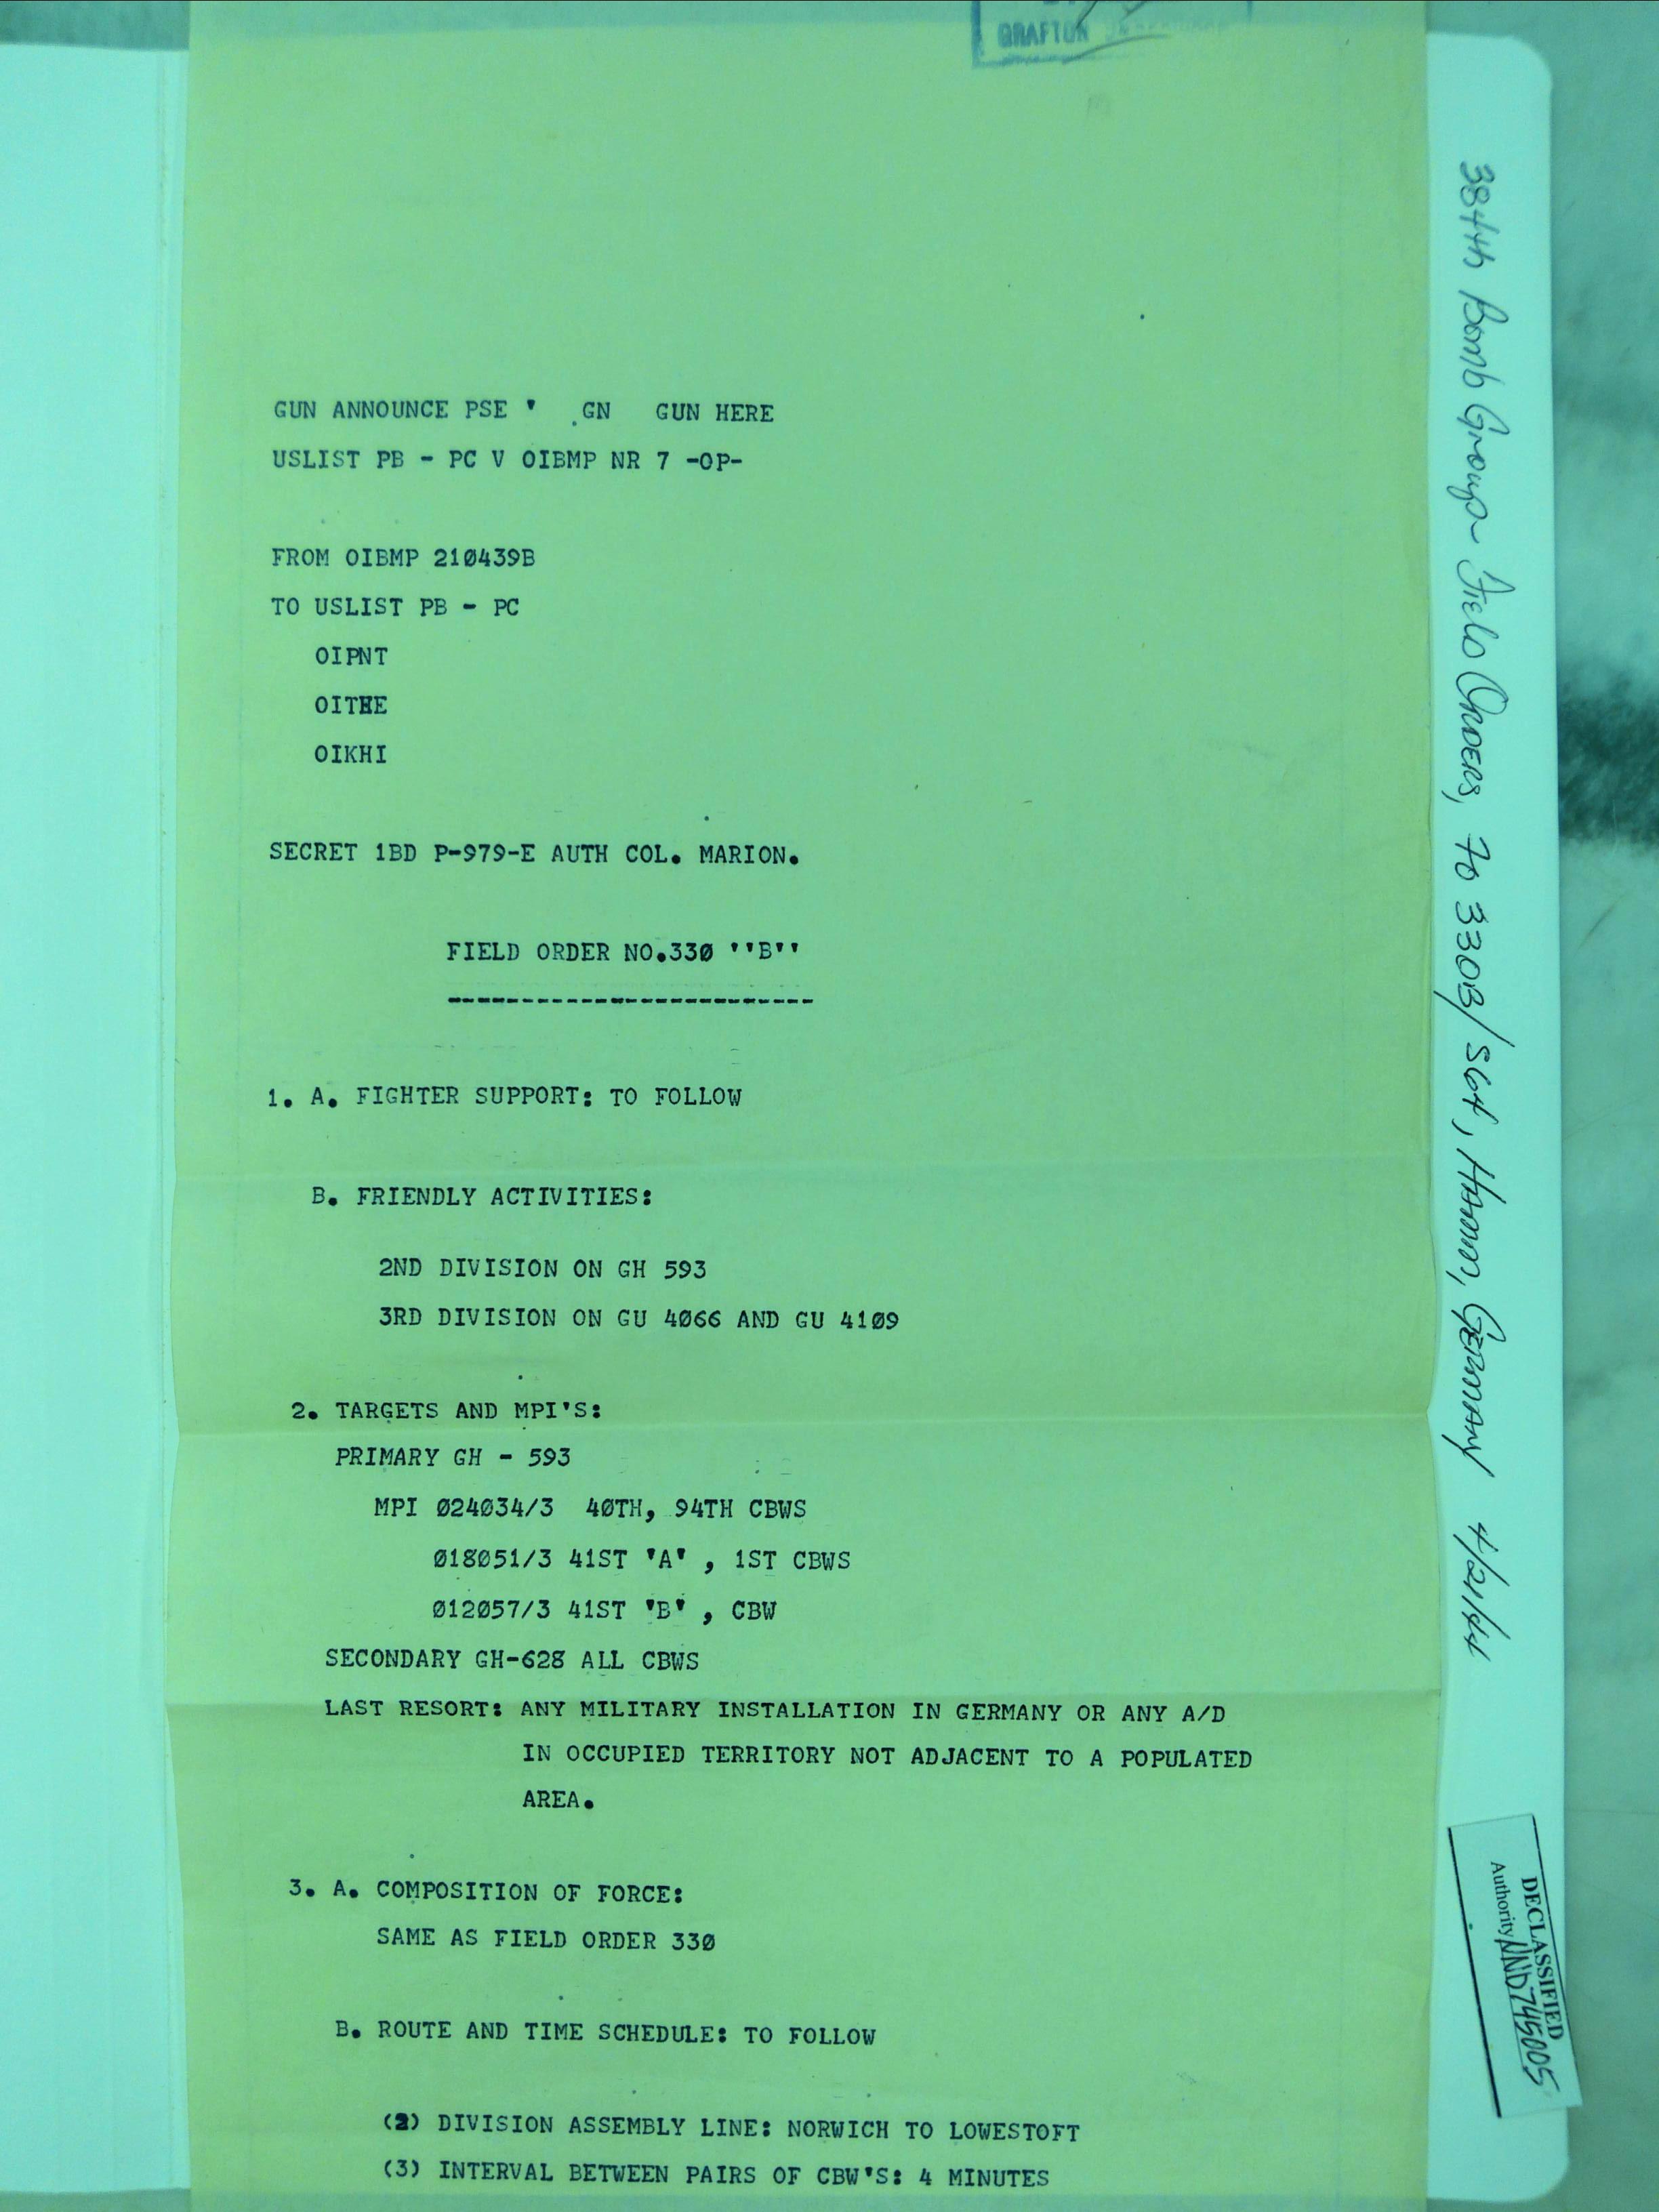 GRAFTON
GUN ANNOUNCE PSE ' GN GUN HERE
USLIST PB - PC V OIBMP NR 7 -OP-
FROM OIBMP 210439B
TO USLIST PB - PC
OIPNT
OITHE
OIKHI
SECRET 1BD P-979-E AUTH COL. MARION.
FIELD ORDER NO.330 ''B''
-------------------------
1. A. FIGHTER SUPPORT: TO FOLLOW
B. FRIENDLY ACTIVITIES:
2ND DIVISION ON GH 593
3RD DIVISION ON GU 4066 AND GU 4109
2. TARGETS AND MPI'S:
PRIMARY GH - 593
MPI 024034/3 40TH, 94TH CBWS
018051/3 41ST 'A' , 1ST CBWS
012057/3 41ST 'B' , CBW
SECONDARY GH-628 ALL CBWS
LAST RESORT: ANY MILITARY INSTALLATION IN GERMANY OR ANY A/D
IN OCCUPIED TERRITORY NOT ADJACENT TO A POPULATED
AREA.
3. A. COMPOSITION OF FORCE:
SAME AS FIELD ORDER 330
B. ROUTE AND TIME SCHEDULE: TO FOLLOW
(2) DIVISION ASSEMBLY LINE: NORWICH TO LOWESTOFT
(3) INTERVAL BETWEEN PAIRS OF CBW'S: 4 MINUTES
384th Bomb Group Field Orders, Fo 330B/S64, Hamm, Germany 4/21/44
DECLASSIFIED
Authority NND745005